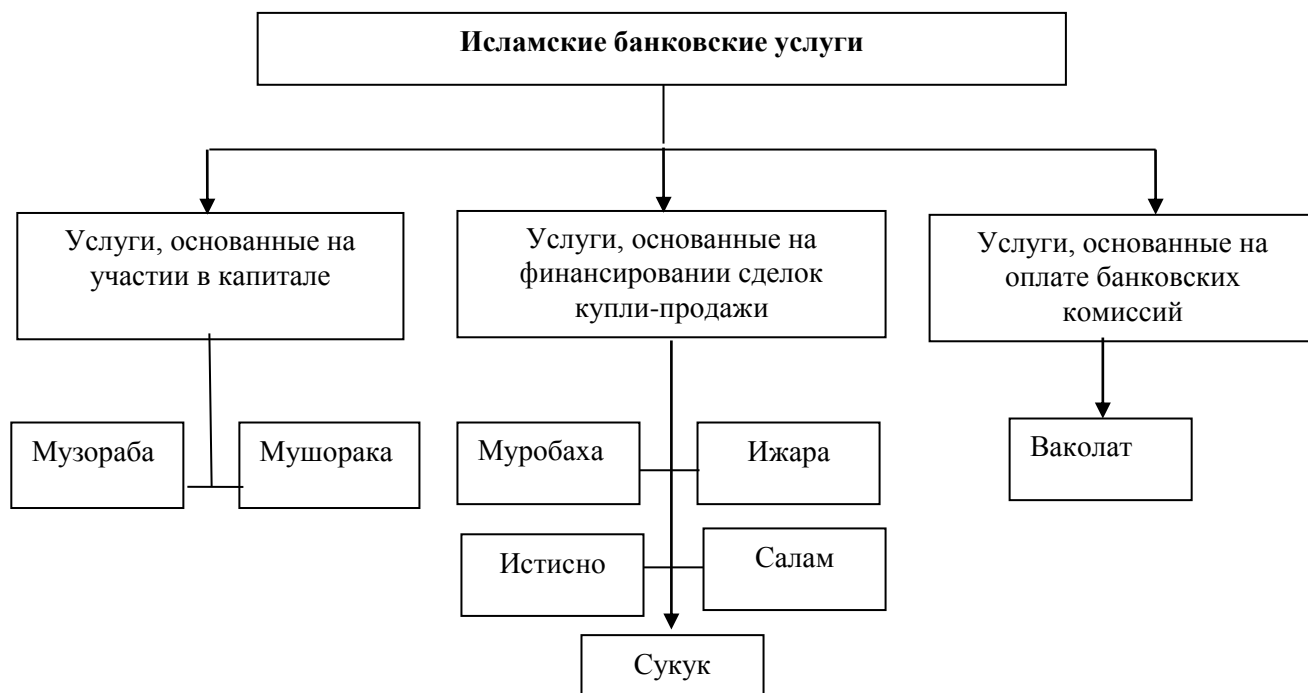 Исламские банковские услуги
Услуги, основанные на
участии в капитале
Услуги, основанные на
финансировании сделок
купли-продажи
Услуги, основанные на
оплате банковских
комиссий
Музораба
Мушорака
Муробаха
Ижара
Ваколат
Истисно
Салам
Сукук